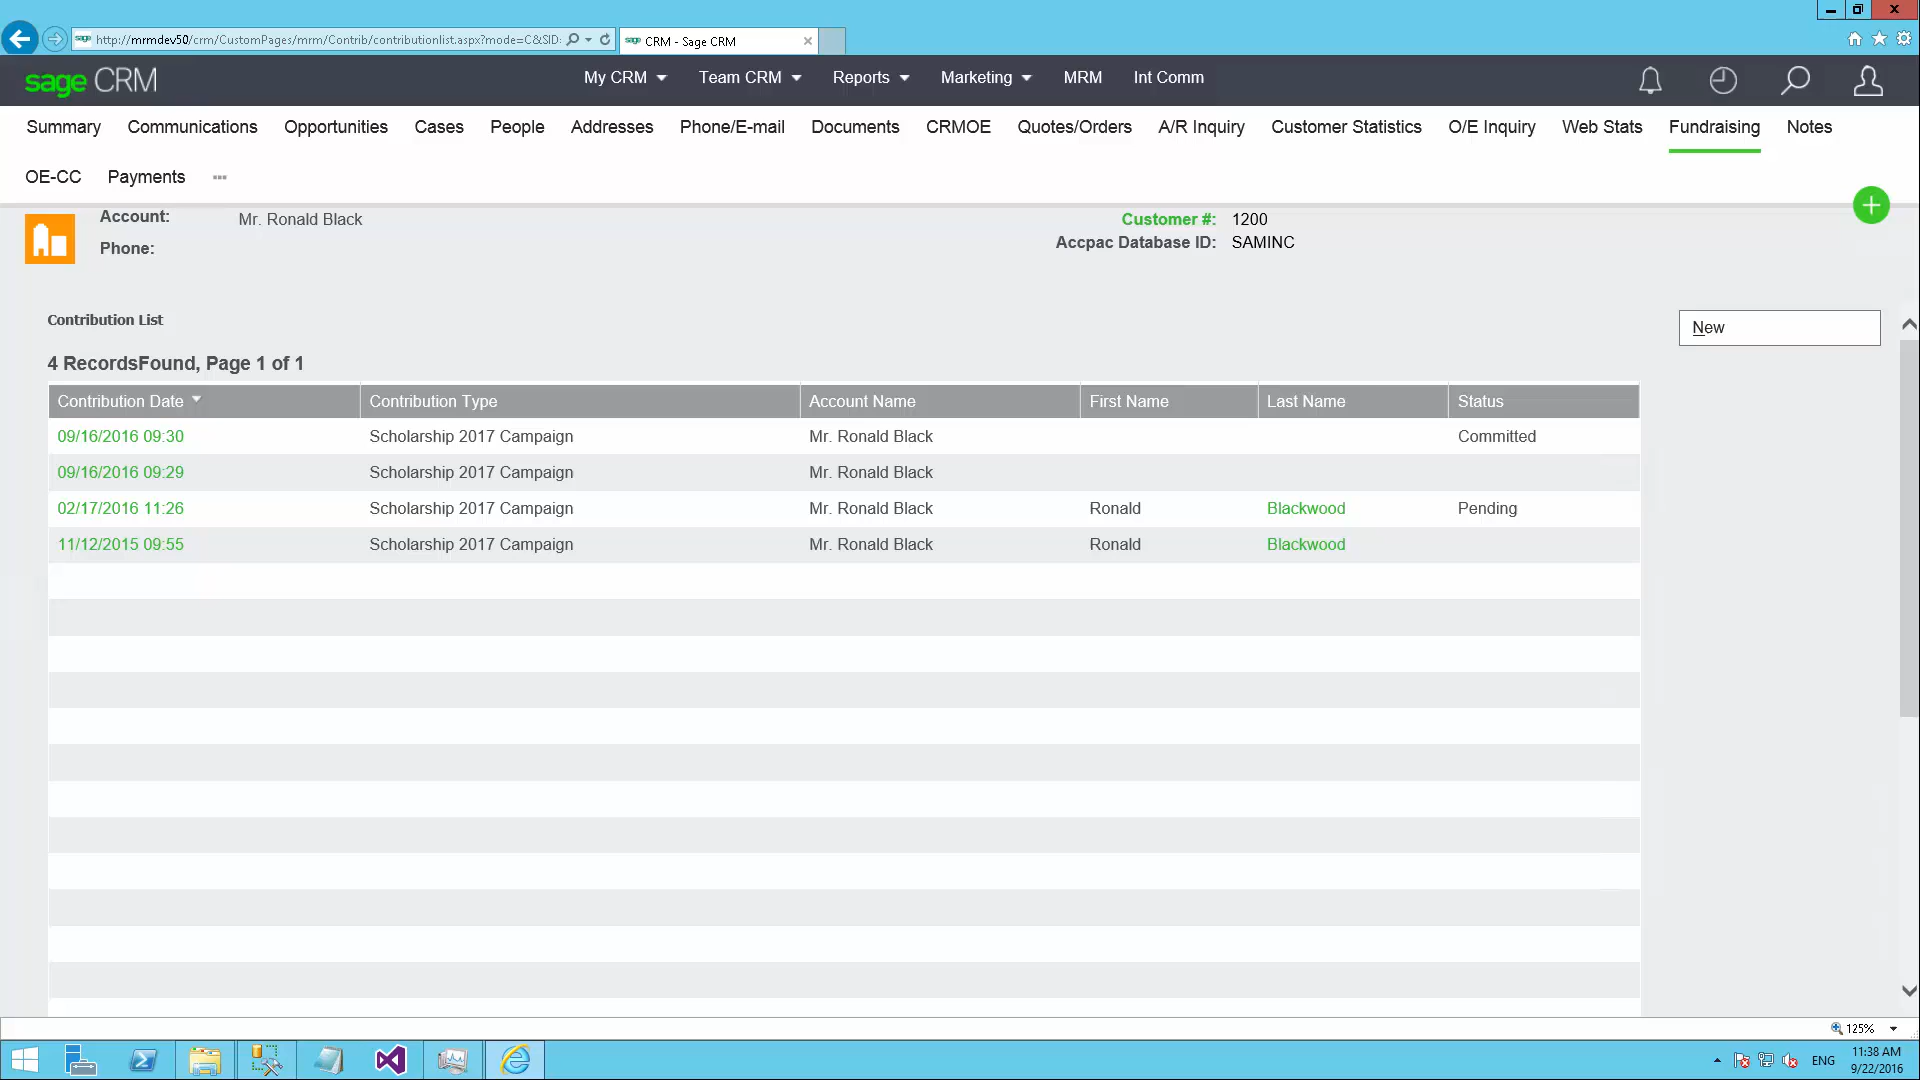 http://mrmdev50/crm/CustomPages/mrm/Contrib/contributionlist.aspx?mode=C&SID:
CRM - Sage CRM
sage CRM
My CRM Team CRM Reports Marketing MRM Int Comm
Summary Communications Opportunities Cases People Addresses Phone/E-mail Documents CRMOE Quotes/Orders A/R Inquiry Customer Statistics O/E Inquiry Web Stats Fundraising Notes
OE-CC Payments
Account: Mr. Ronald Black Customer #: 1200
Phone: Accpac Database ID: SAMINC
Contribution List
New
4 RecordsFound, Page 1 of 1
Contribution Date Contribution Type Account Name First Name Last Name Status
09/16/2016 09:30 Scholarship 2017 Campaign Mr. Ronald Black Committed
09/16/2016 09:29 Scholarship 2017 Campaign Mr. Ronald Black
02/17/2016 11:26 Scholarship 2017 Campaign Mr. Ronald Black Ronald Blackwood Pending
11/12/2015 09:55 Scholarship 2017 Campaign Mr. Ronald Black Ronald Blackwood
125%
ENG
11:38 AM
9/22/2016